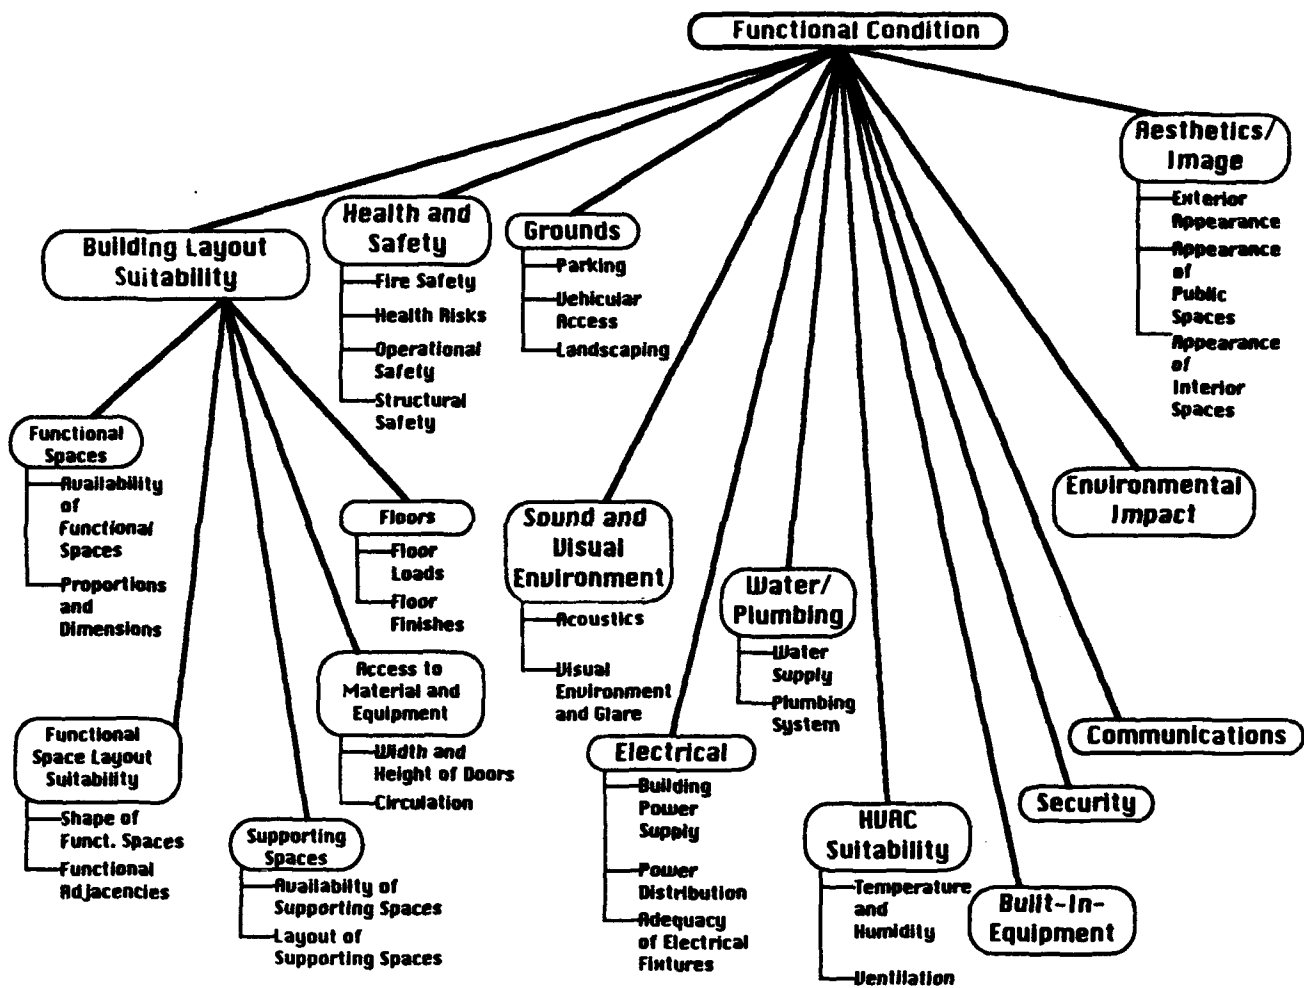 Functional Condition
Aesthetics/
Image
Exterior
Appearance
Appearance
of
Public
Spaces
Appearance
of
Interior
Spaces
Health and
Safety
Fire Safety
Health Risks
Operational
Safety
Structural
Safety
Grounds
Parking
Vehicular
Access
Landscaping
Building Layout
Suitability
Functional
Spaces
Availability
of
Functional
Spaces
Proportions
and
Dimensions
Floors
Floor
Loads
Floor
Finishes
Access to
Material and
Equipment
Width and
Height of Doors
Circulation
Functional
Space Layout
Suitability
Shape of
Funct. Spaces
Functional
Adjacencies
Supporting
Spaces
Availabilty of
Supporting Spaces
Layout of
Supporting Spaces
Sound and
Visual
Environment
Acoustics
Visual
Environment
and Glare
Water/
Plumbing
Water
Supply
Plumbing
System
Electrical
Building
Power
Supply
Power
Distribution
Adequacy
of Electrical
Fixtures
HVAC
Suitability
Temperature
and
Humidity
Ventilation
Environmental
Impact
Communications
Security
Built-In-
Equipment